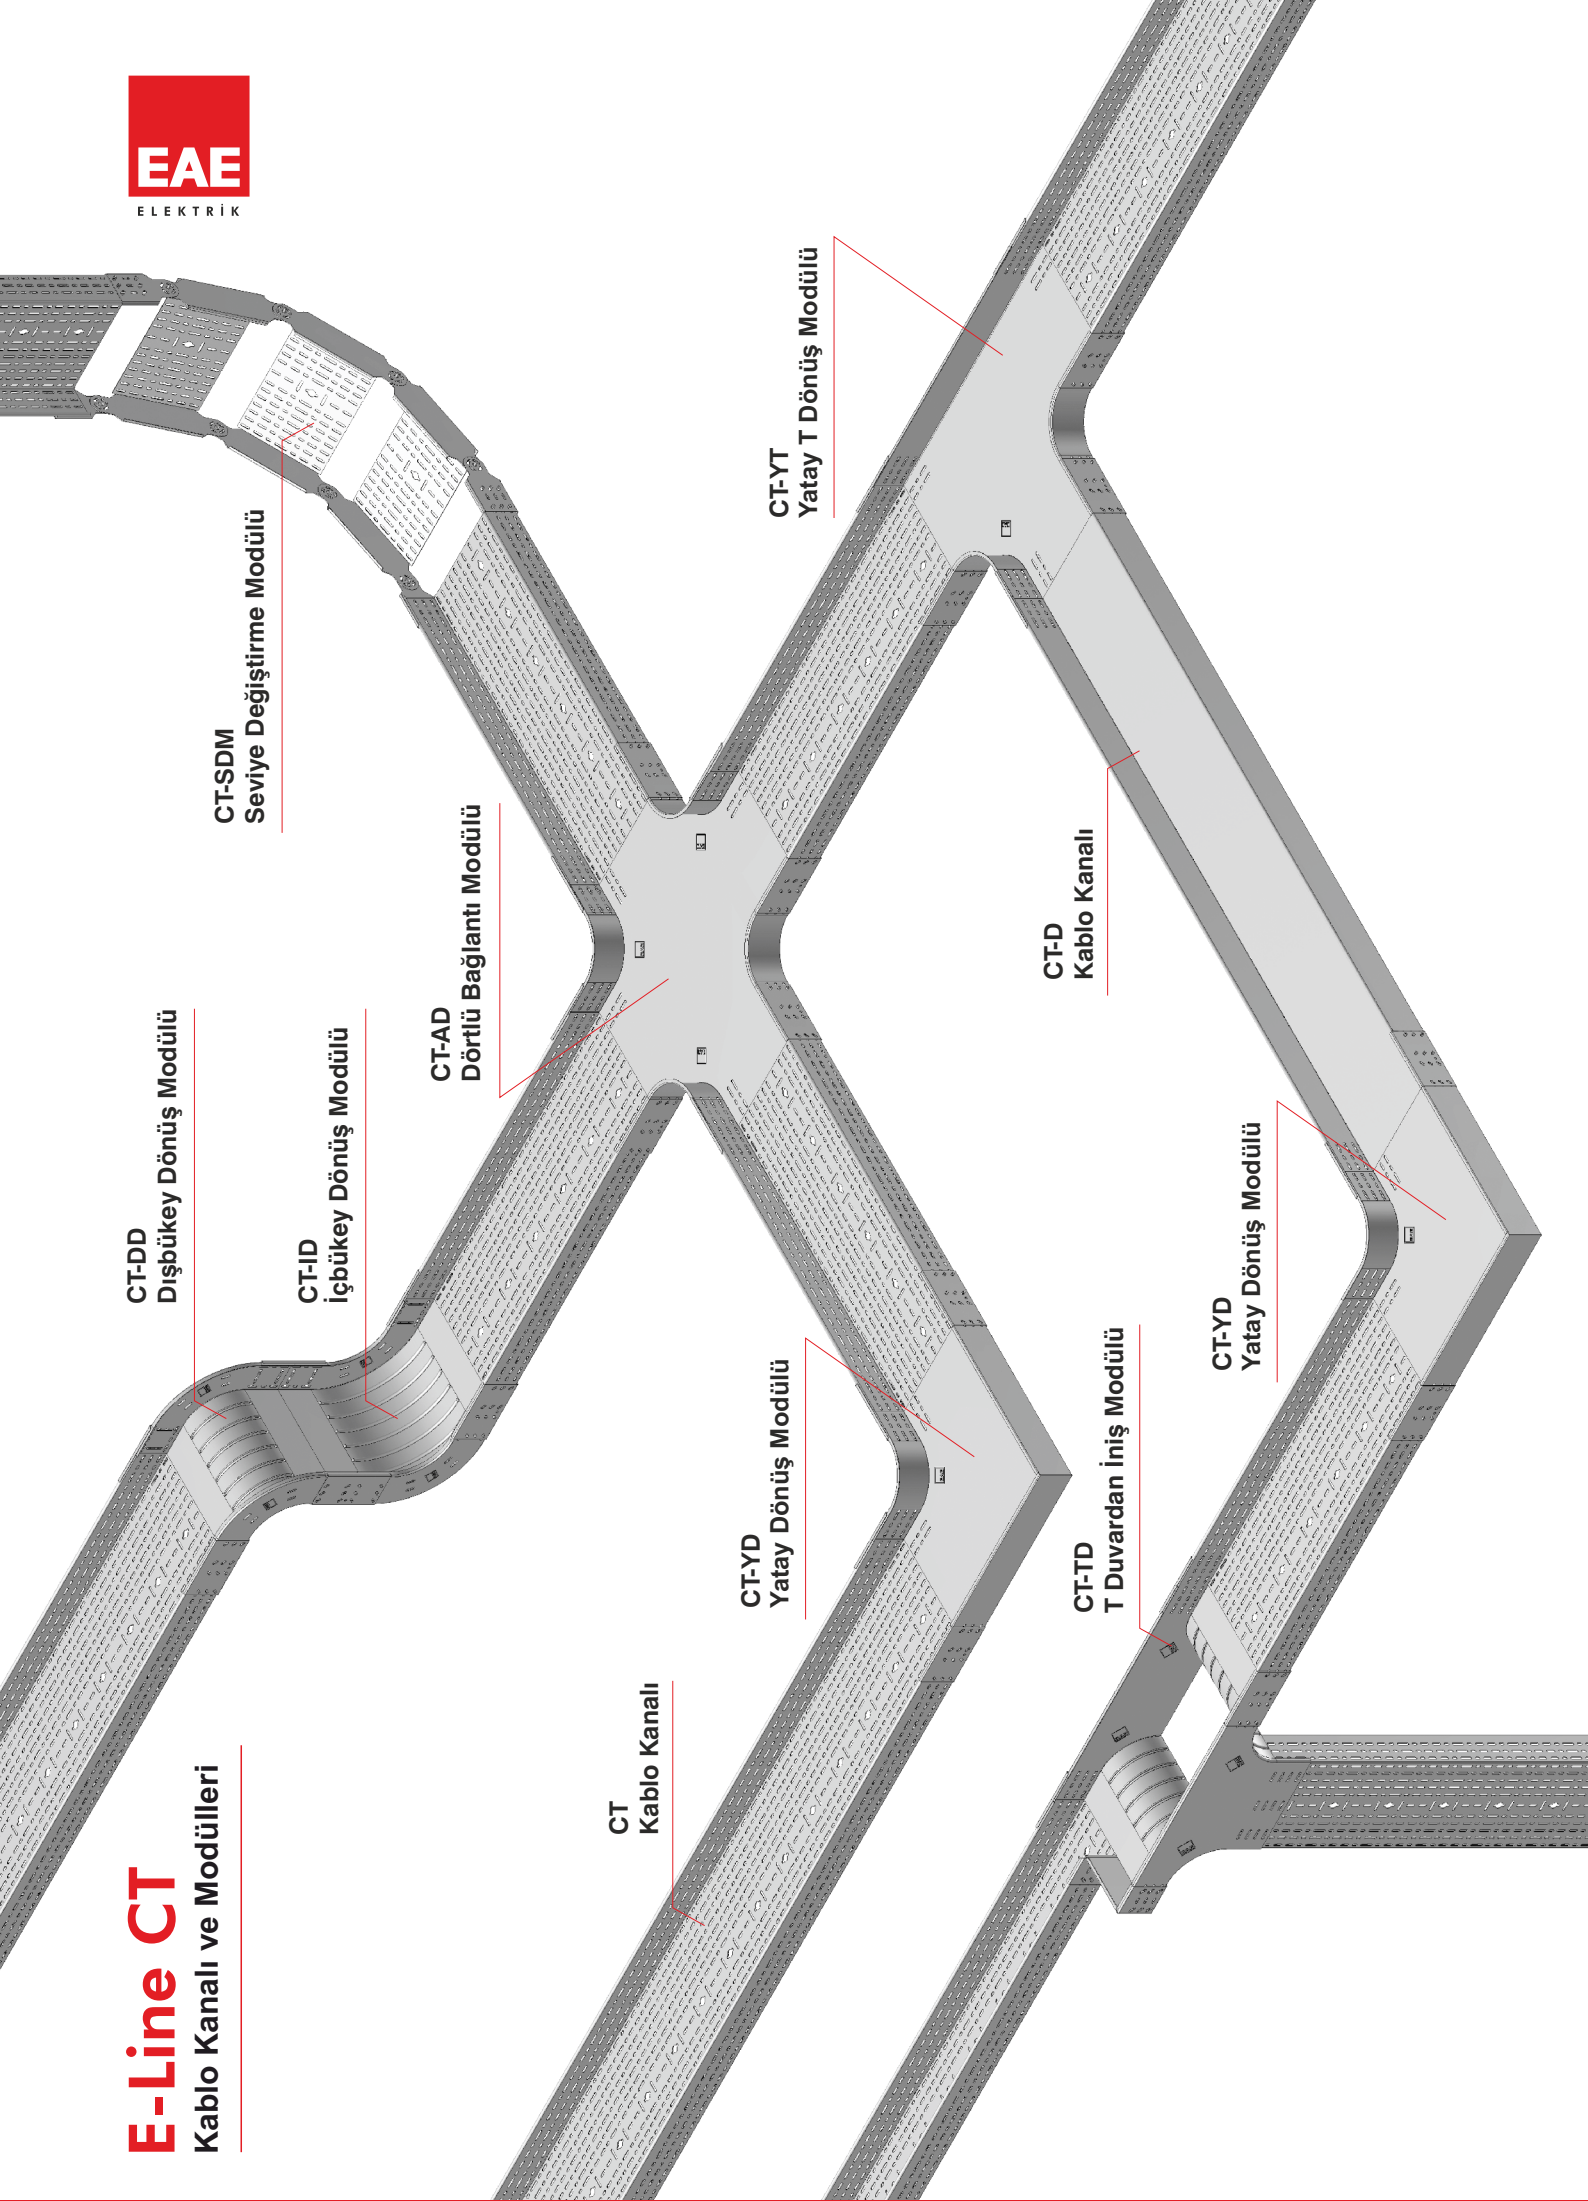 E-Line CT
Kablo Kanalı ve Modülleri
EAE
ELEKTRİK
CT-DD
Dışbükey Dönüş Modülü
CT-SDM
Seviye Değiştirme Modülü
CT-ID
İçbükey Dönüş Modülü
CT-AD
Dörtlü Bağlantı Modülü
CT
Kablo Kanalı
CT-YD
Yatay Dönüş Modülü
CT-YT
Yatay T Dönüş Modülü
CT-D
Kablo Kanalı
CT-TD
T Duvardan İniş Modülü
CT-YD
Yatay Dönüş Modülü